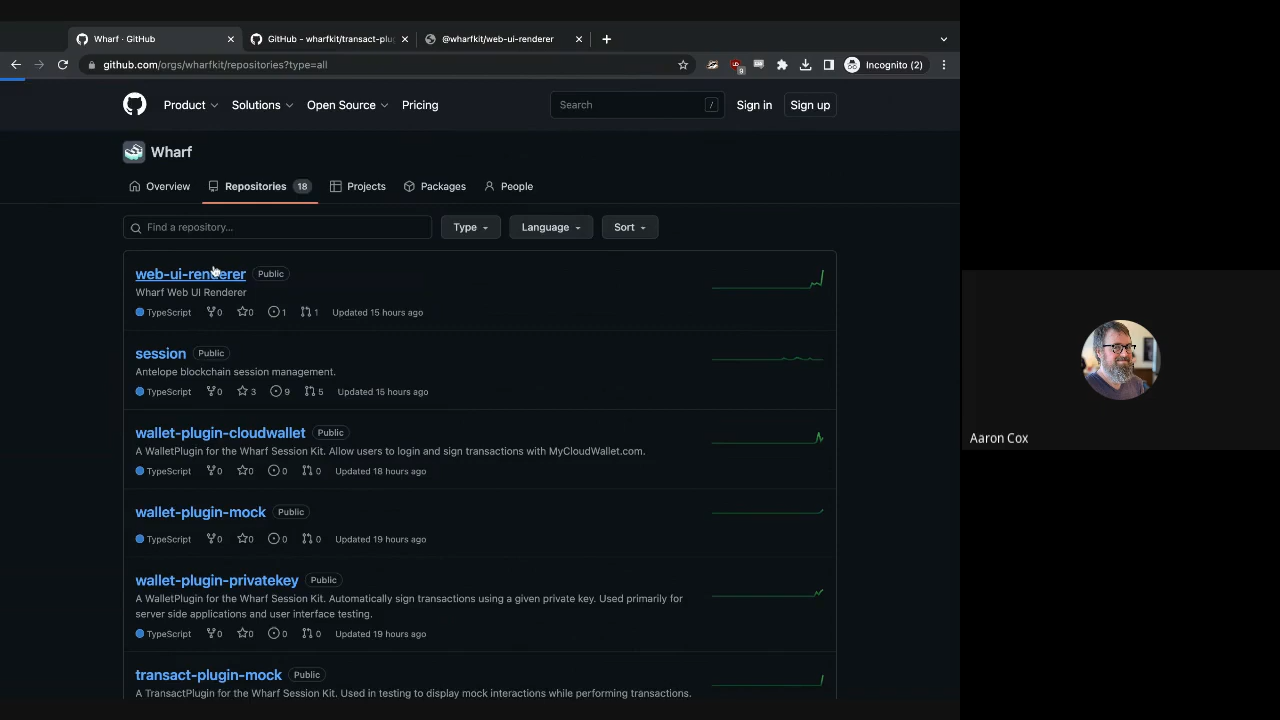 Wharf · GitHub
GitHub - wharfkit/transact-plu
@wharfkit/web-ui-renderer
github.com/orgs/wharfkit/repositories?type=all
Incognito (2)
Product
Solutions
Open Source
Pricing
Search
/
Sign in
Sign up
Wharf
Overview
Repositories 18
Projects
Packages
People
Find a repository...
Type
Language
Sort
web-ui-renderer Public
Wharf Web UI Renderer
TypeScript 0 0 1 1 Updated 15 hours ago
session Public
Antelope blockchain session management.
TypeScript 0 3 9 5 Updated 15 hours ago
wallet-plugin-cloudwallet Public
A WalletPlugin for the Wharf Session Kit. Allow users to login and sign transactions with MyCloudWallet.com.
TypeScript 0 0 0 0 Updated 18 hours ago
wallet-plugin-mock Public
TypeScript 0 0 0 0 Updated 19 hours ago
wallet-plugin-privatekey Public
A WalletPlugin for the Wharf Session Kit. Automatically sign transactions using a given private key. Used primarily for
server side applications and user interface testing.
TypeScript 0 0 0 0 Updated 19 hours ago
transact-plugin-mock Public
A TransactPlugin for the Wharf Session Kit. Used in testing to display mock interactions while performing transactions.
Aaron Cox